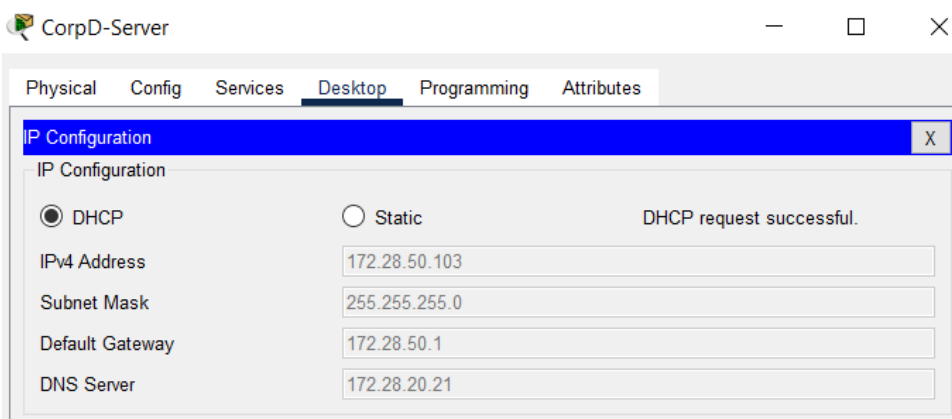 CorpD-Server
Physical Config Services Desktop Programming Attributes
IP Configuration X
IP Configuration
DHCP Static DHCP request successful.
IPv4 Address 172.28.50.103
Subnet Mask 255.255.255.0
Default Gateway 172.28.50.1
DNS Server 172.28.20.21